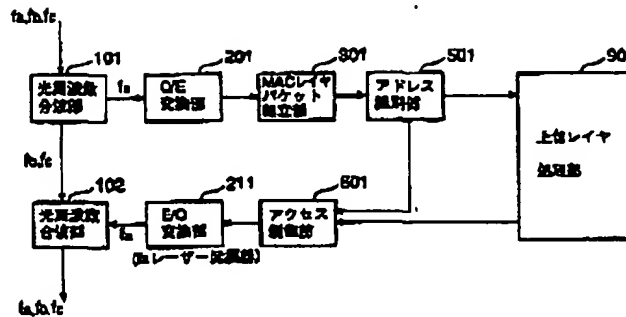 fa,fb,fc
101
光周波数
分波部
fa
201
O/E
変換部
301
MACレイヤ
パケット
組立部
501
アドレス
識別部
90
上位レイヤ
処理部
fb,fc
102
光周波数
合波部
fa
211
E/O
変換部
(faレーザー光源器)
601
アクセス
制御部
fa,fb,fc